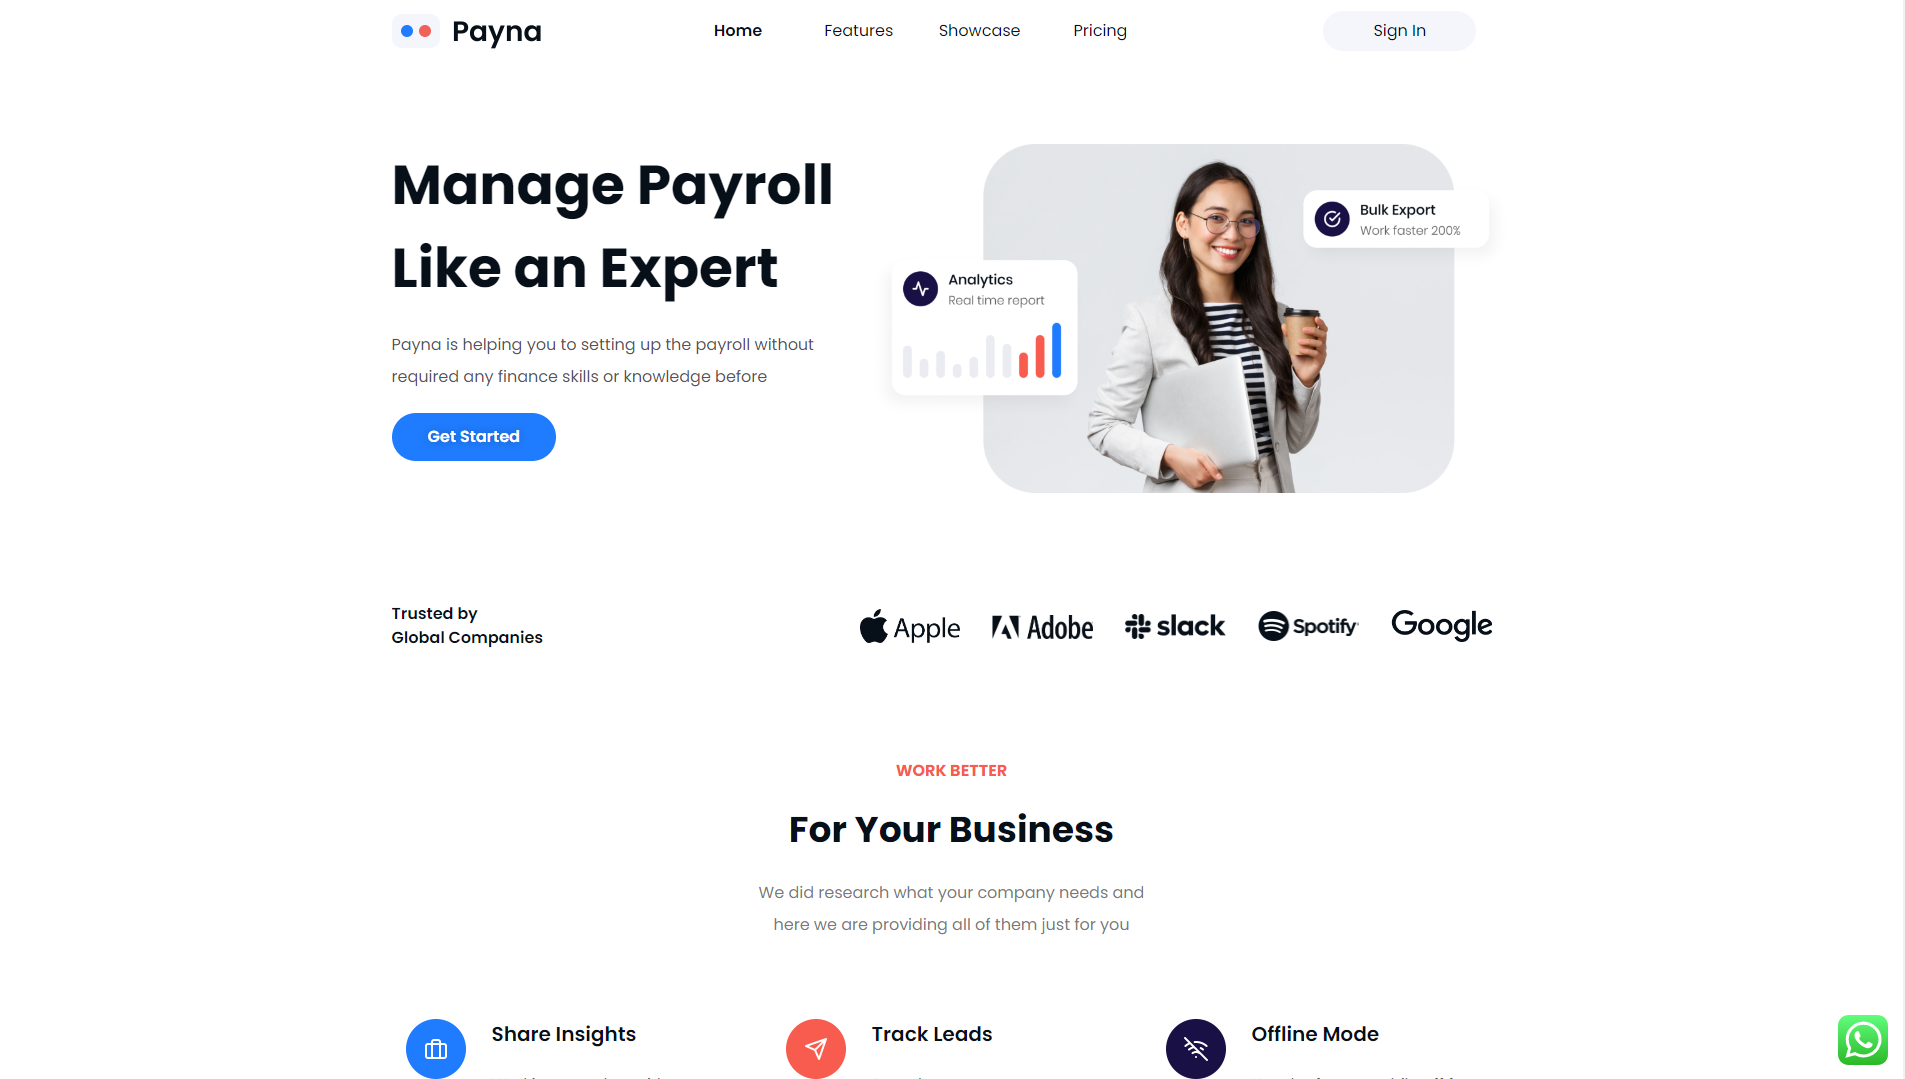 Payna
Home
Features
Showcase
Pricing
Sign In
Manage Payroll
Like an Expert
Payna is helping you to setting up the payroll without
required any finance skills or knowledge before
Get Started
Bulk Export
Work faster 200%
Analytics
Real time report
Trusted by
Global Companies
Apple
Adobe
slack
Spotify
Google
WORK BETTER
For Your Business
We did research what your company needs and
here we are providing all of them just for you
Share Insights
Track Leads
Offline Mode